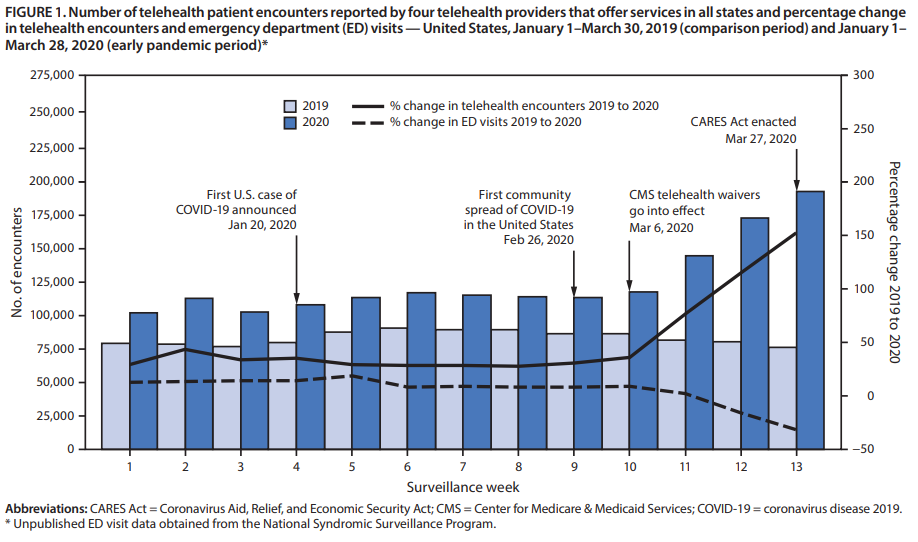 FIGURE 1. Number of telehealth patient encounters reported by four telehealth providers that offer services in all states and percentage change
in telehealth encounters and emergency department (ED) visits — United States, January 1–March 30, 2019 (comparison period) and January 1–
March 28, 2020 (early pandemic period)*
275,000
250,000
225,000
200,000
175,000
150,000
125,000
100,000
75,000
50,000
25,000
0
No. of encounters
2019
2020
% change in telehealth encounters 2019 to 2020
% change in ED visits 2019 to 2020
First U.S. case of
COVID-19 announced
Jan 20, 2020
First community
spread of COVID-19
in the United States
Feb 26, 2020
CMS telehealth waivers
go into effect
Mar 6, 2020
CARES Act enacted
Mar 27, 2020
300
250
200
150
100
50
0
–50
Percentage change 2019 to 2020
1 2 3 4 5 6 7 8 9 10 11 12 13
Surveillance week
Abbreviations: CARES Act = Coronavirus Aid, Relief, and Economic Security Act; CMS = Center for Medicare & Medicaid Services; COVID-19 = coronavirus disease 2019.
* Unpublished ED visit data obtained from the National Syndromic Surveillance Program.